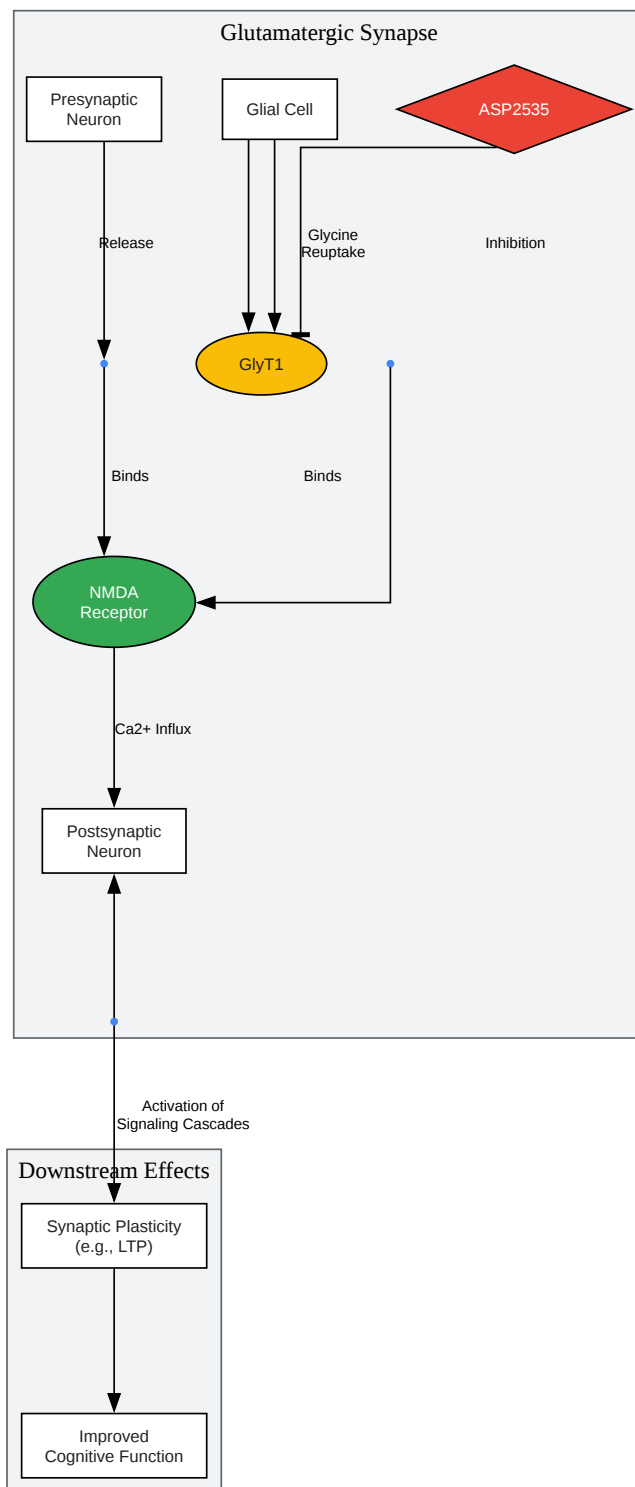 Glutamatergic Synapse
Presynaptic
Neuron
Glial Cell
ASP2535
Release
Glycine
Reuptake
Inhibition
GlyT1
Binds
Binds
NMDA
Receptor
Ca2+ Influx
Postsynaptic
Neuron
Activation of
Signaling Cascades
Downstream Effects
Synaptic Plasticity
(e.g., LTP)
Improved
Cognitive Function